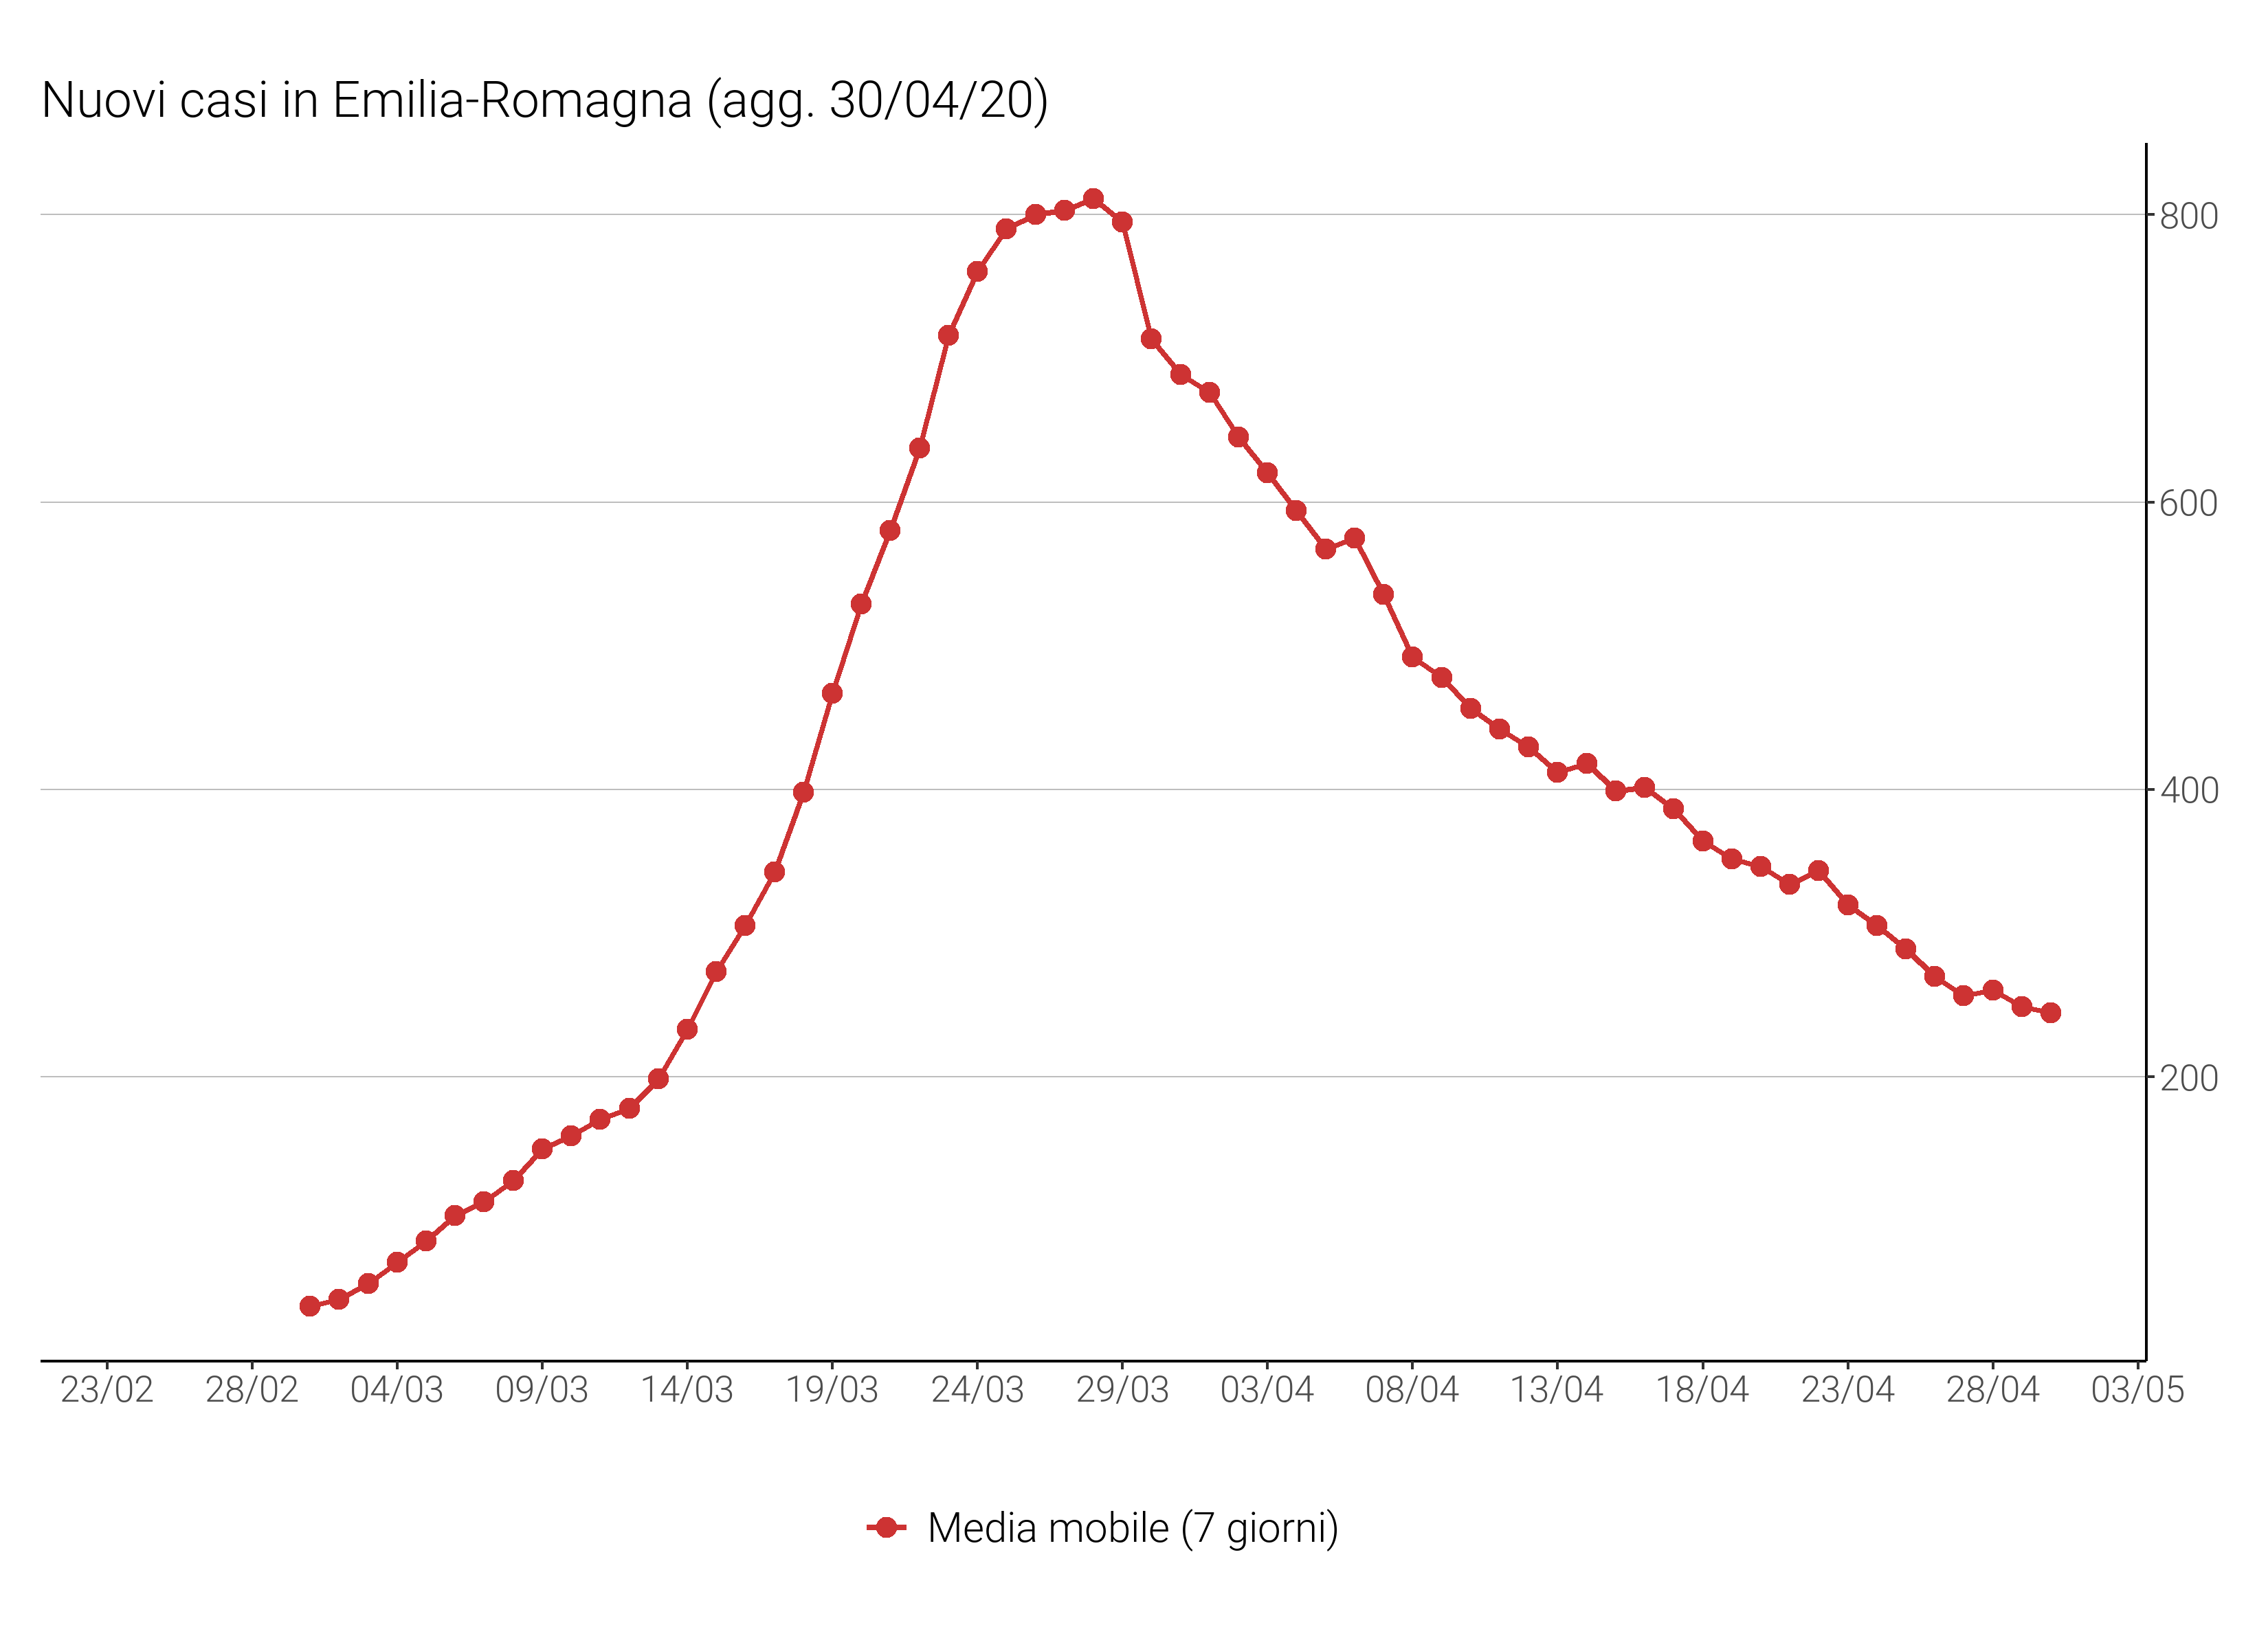 Nuovi casi in Emilia-Romagna (agg. 30/04/20)
800
600
400
200
23/02 28/02 04/03 09/03 14/03 19/03 24/03 29/03 03/04 08/04 13/04 18/04 23/04 28/04 03/05
Media mobile (7 giorni)